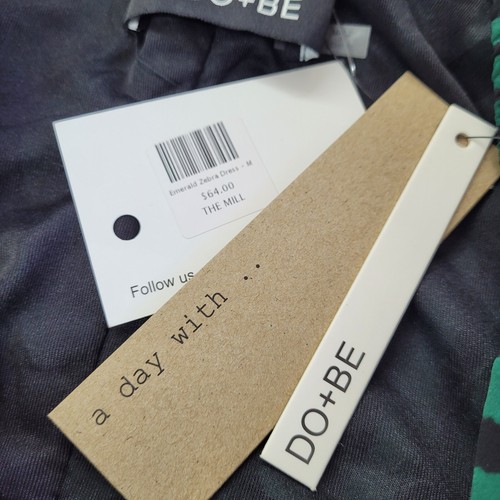 DO+BE
Emerald Zebra Dress - M
$64.00
THE MILL
Follow us
a day with ..
DO+BE